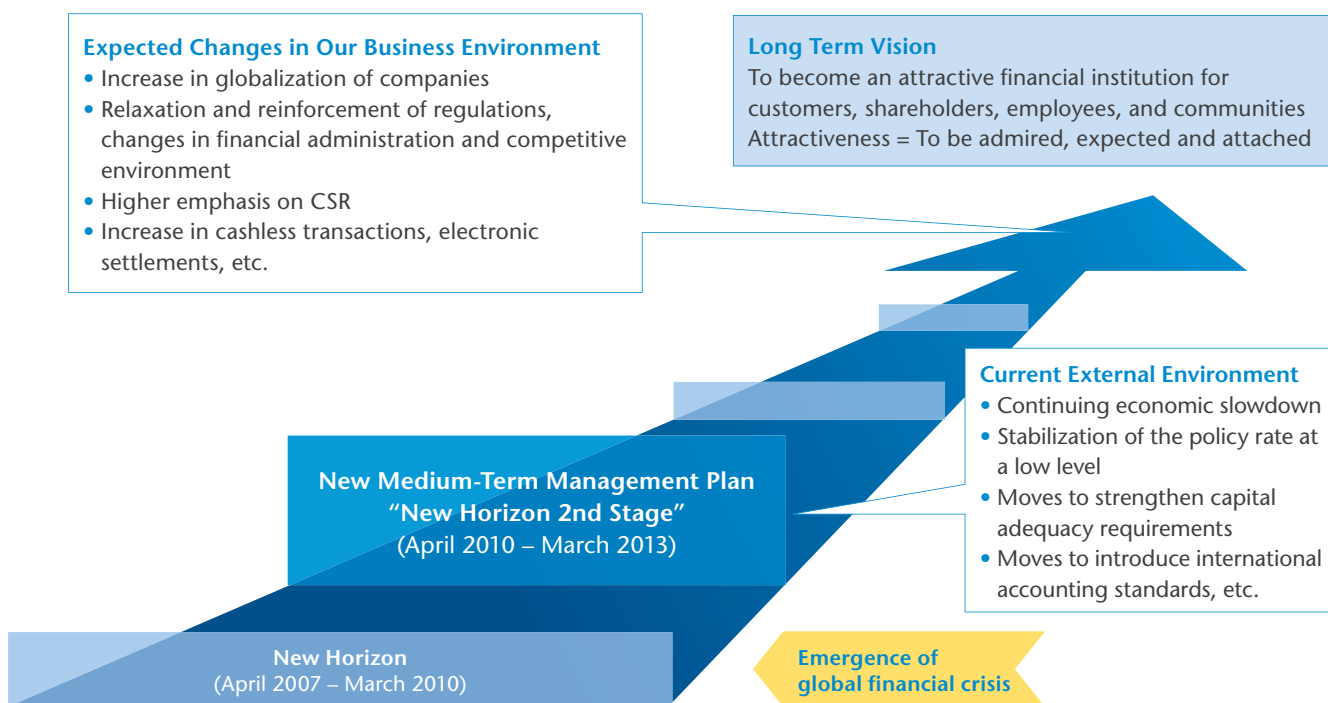 Expected Changes in Our Business Environment
• Increase in globalization of companies
• Relaxation and reinforcement of regulations,
changes in financial administration and competitive
environment
• Higher emphasis on CSR
• Increase in cashless transactions, electronic
settlements, etc.
Long Term Vision
To become an attractive financial institution for
customers, shareholders, employees, and communities
Attractiveness = To be admired, expected and attached
Current External Environment
• Continuing economic slowdown
• Stabilization of the policy rate at
a low level
• Moves to strengthen capital
adequacy requirements
• Moves to introduce international
accounting standards, etc.
New Medium-Term Management Plan
“New Horizon 2nd Stage”
(April 2010 – March 2013)
New Horizon
(April 2007 – March 2010)
Emergence of
global financial crisis